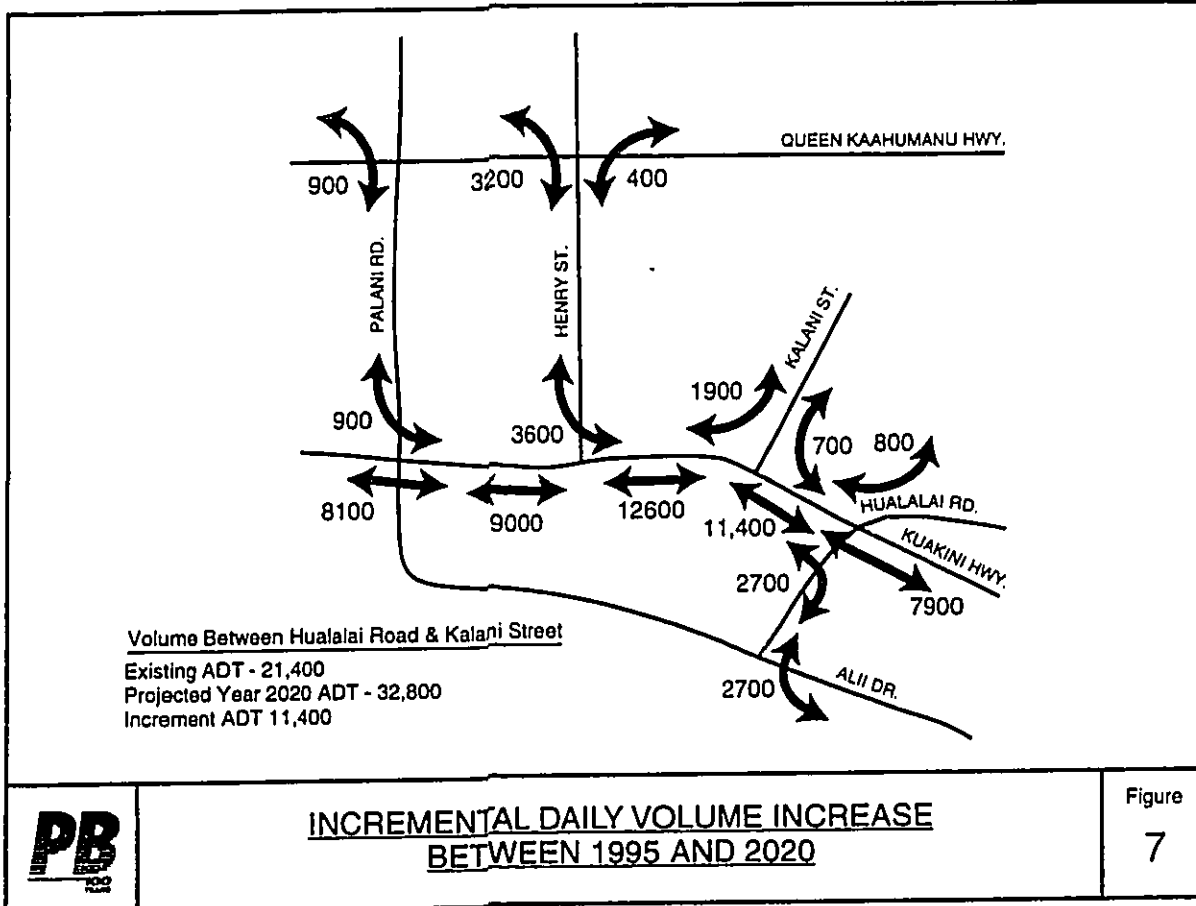 QUEEN KAAHUMANU HWY.
900
3200
400
PALANI RD.
HENRY ST.
KALANI ST.
1900
900
3600
700
800
HUALALAI RD.
8100
9000
12600
11,400
KUAKINI HWY.
2700
7900
Volume Between Hualalai Road & Kalani Street
Existing ADT - 21,400
Projected Year 2020 ADT - 32,800
Increment ADT 11,400
2700
ALII DR.
PB
100
YEARS
INCREMENTAL DAILY VOLUME INCREASE
BETWEEN 1995 AND 2020
Figure
7